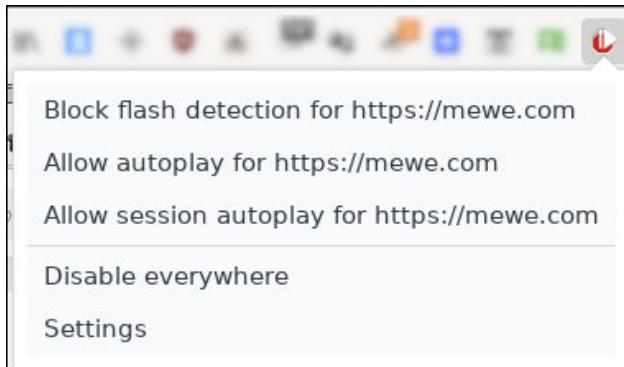 Block flash detection for https://mewe.com
Allow autoplay for https://mewe.com
Allow session autoplay for https://mewe.com
Disable everywhere
Settings